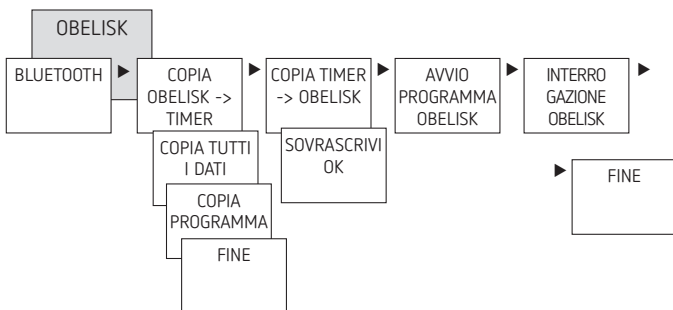 OBELISK
BLUETOOTH
COPIA
OBELISK ->
TIMER
COPIA TUTTI
I DATI
COPIA
PROGRAMMA
FINE
COPIA TIMER
-> OBELISK
SOVRASCRIVI
OK
AVVIO
PROGRAMMA
OBELISK
INTERRO
GAZIONE
OBELISK
FINE